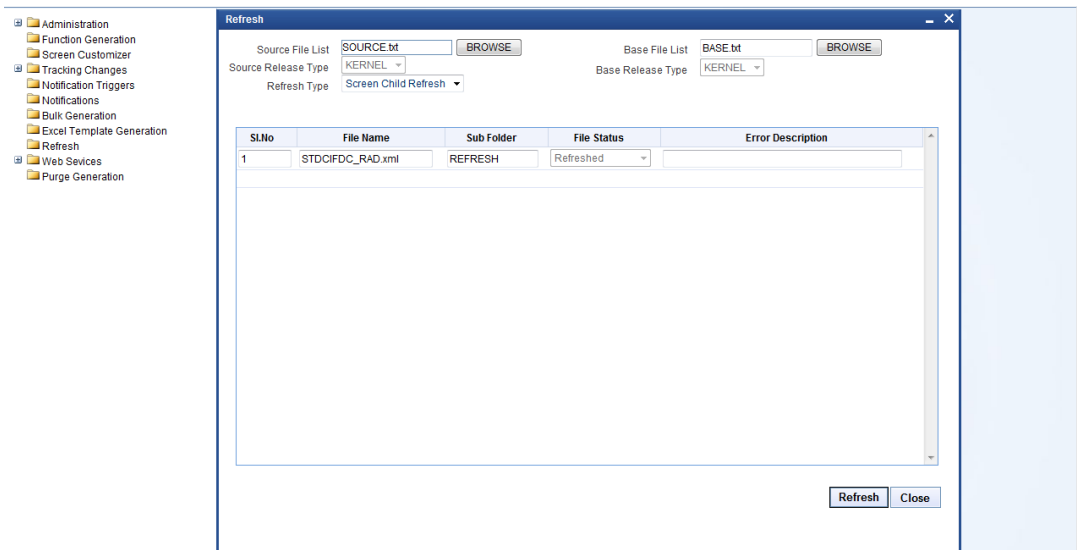 Administration
Function Generation
Screen Customizer
Tracking Changes
Notification Triggers
Notifications
Bulk Generation
Excel Template Generation
Refresh
Web Sevices
Purge Generation
Refresh
Source File List SOURCE.txt BROWSE Base File List BASE.txt BROWSE
Source Release Type KERNEL Base Release Type KERNEL
Refresh Type Screen Child Refresh
Sl.No File Name Sub Folder File Status Error Description
1 STDCIFDC_RAD.xml REFRESH Refreshed
Refresh Close